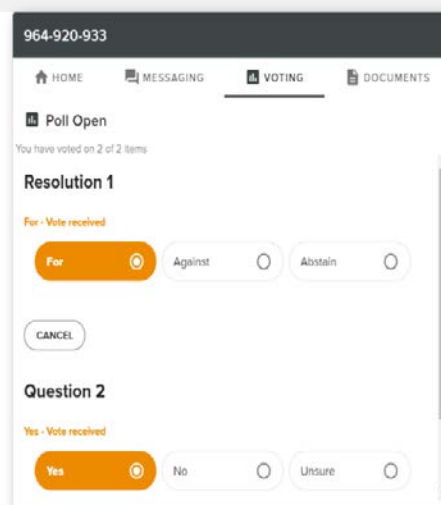 964-920-933
HOME MESSAGING VOTING DOCUMENTS
Poll Open
You have voted on 2 of 2 items
Resolution 1
For - Vote received
For Against Abstain
CANCEL
Question 2
Yes - Vote received
Yes No Unsure